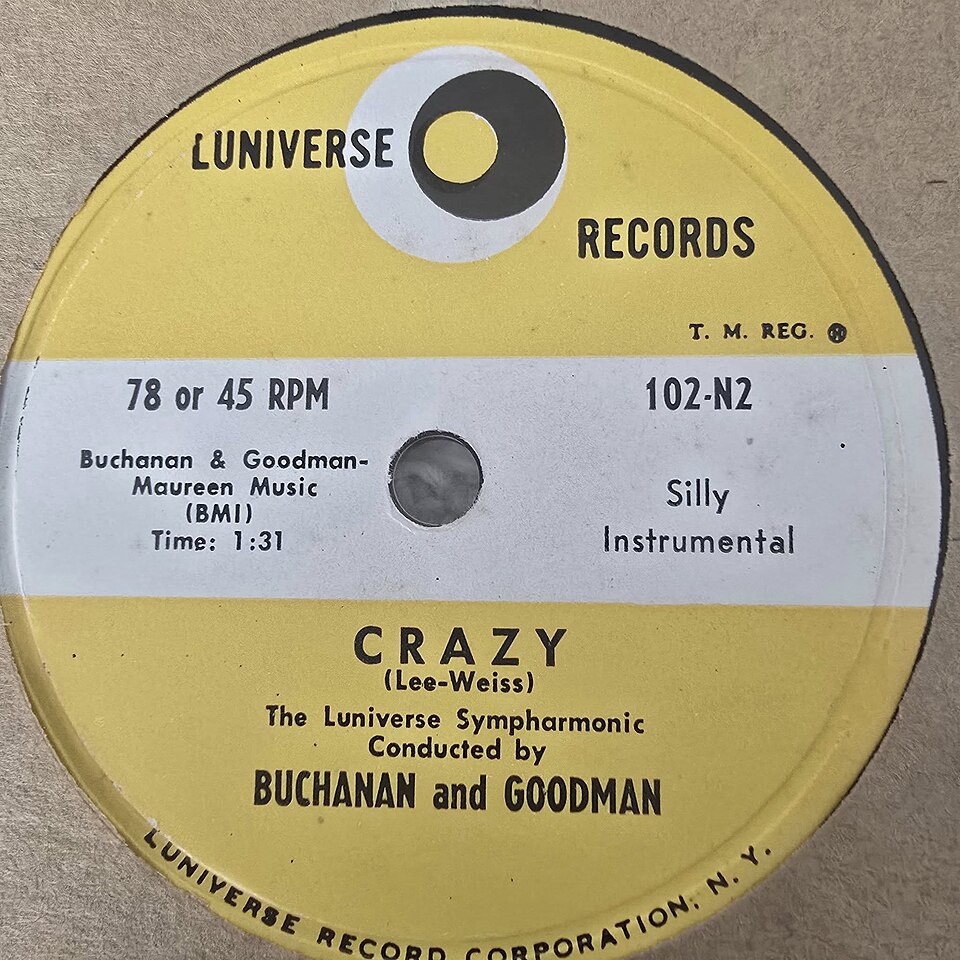 LUNIVERSE
RECORDS
T. M. REG.
78 or 45 RPM
102-N2
Buchanan & Goodman-
Maureen Music
(BMI)
Time: 1:31
Silly
Instrumental
CRAZY
(Lee-Weiss)
The Luniverse Sympharmonic
Conducted by
BUCHANAN and GOODMAN
LUNIVERSE RECORD CORPORATION, N. Y.